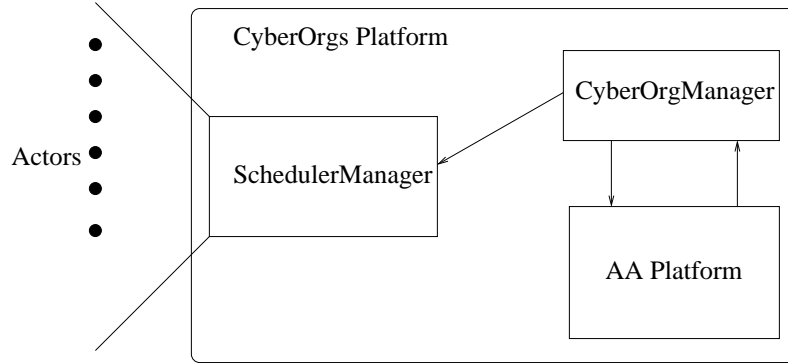 CyberOrgs Platform
CyberOrgManager
Actors
SchedulerManager
AA Platform